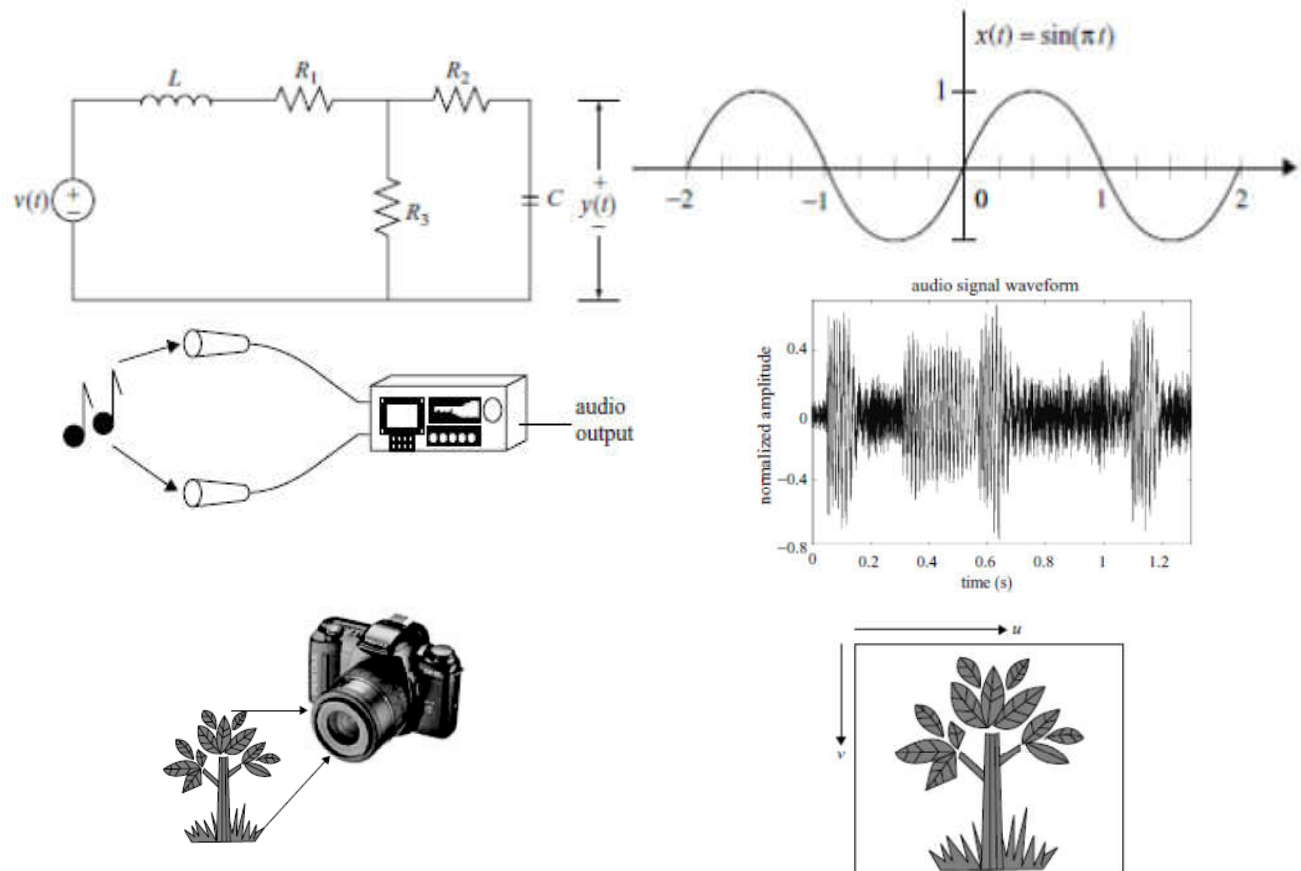 L
R1
R2
v(t)
+
−
R3
C
+
y(t)
−
x(t) = sin(πt)
1
−2
−1
0
1
2
audio
output
audio signal waveform
normalized amplitude
0.4
0
−0.4
−0.8
0
0.2
0.4
0.6
0.8
1
1.2
time (s)
u
v